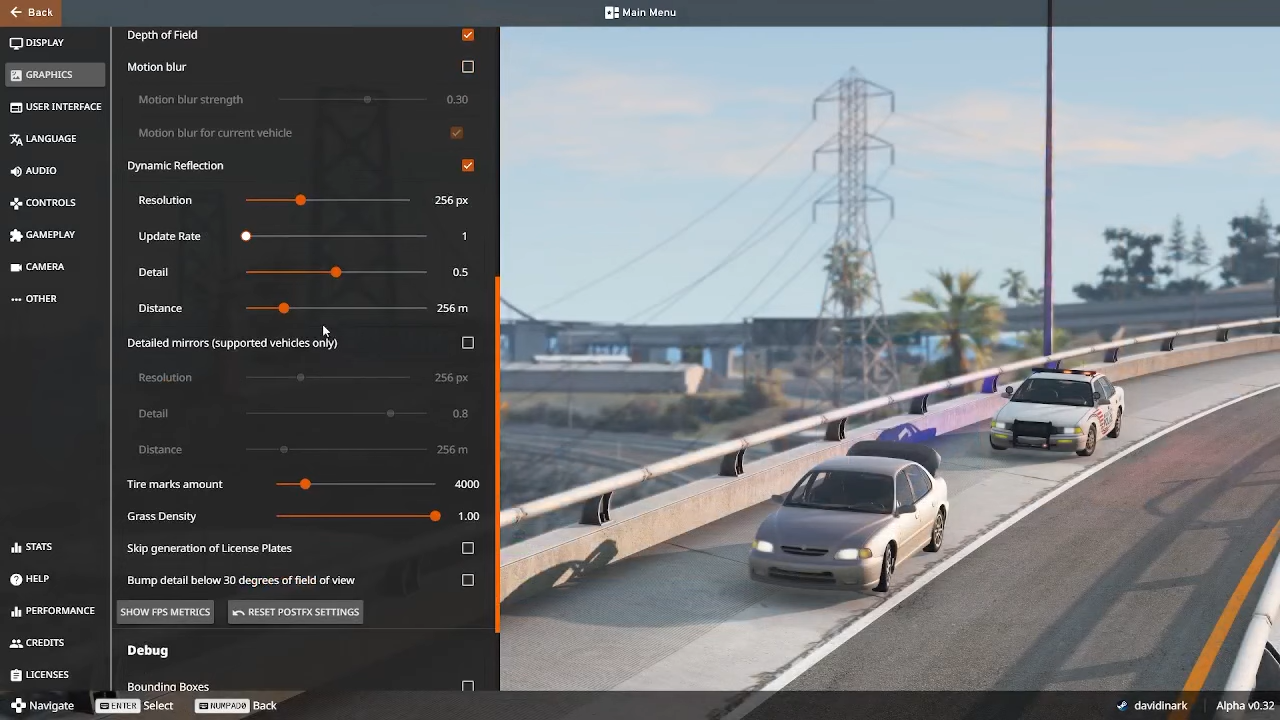 Back
Main Menu
DISPLAY
GRAPHICS
USER INTERFACE
LANGUAGE
AUDIO
CONTROLS
GAMEPLAY
CAMERA
OTHER
STATS
HELP
PERFORMANCE
CREDITS
LICENSES
Depth of Field
Motion blur
Motion blur strength 0.30
Motion blur for current vehicle
Dynamic Reflection
Resolution 256 px
Update Rate 1
Detail 0.5
Distance 256 m
Detailed mirrors (supported vehicles only)
Resolution 256 px
Detail 0.8
Distance 256 m
Tire marks amount 4000
Grass Density 1.00
Skip generation of License Plates
Bump detail below 30 degrees of field of view
SHOW FPS METRICS RESET POSTFX SETTINGS
Debug
Bounding Boxes
Navigate ENTER Select NUMPAD0 Back davidinark Alpha v0.32